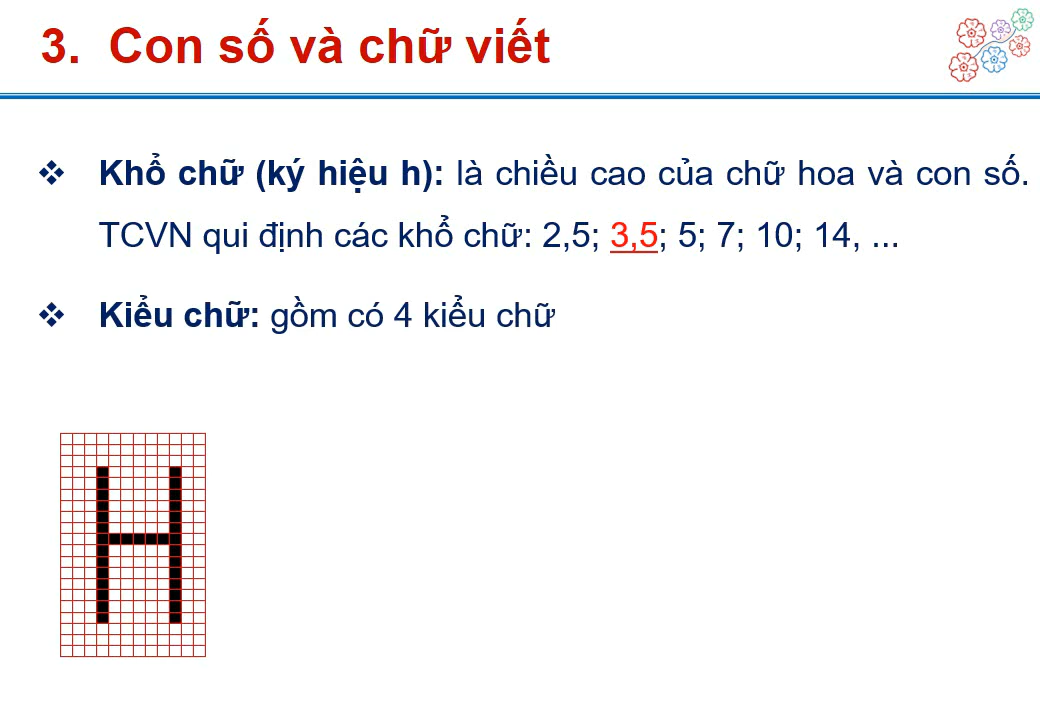 3. Con số và chữ viết
❖ Khổ chữ (ký hiệu h): là chiều cao của chữ hoa và con số.
TCVN qui định các khổ chữ: 2,5; 3,5; 5; 7; 10; 14, ...
❖ Kiểu chữ: gồm có 4 kiểu chữ
H